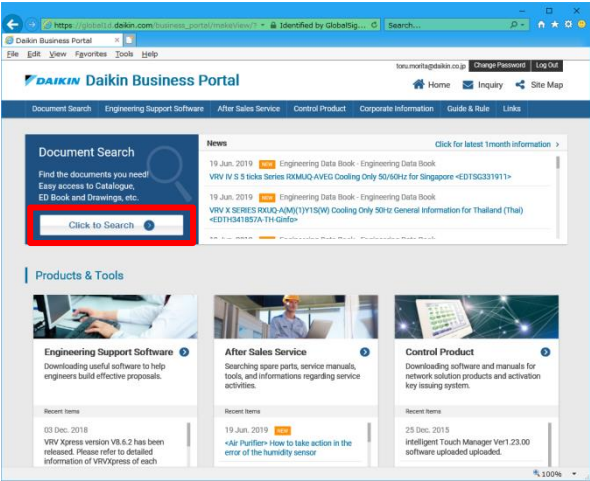 https://global1d.daikin.com/business_portal/makeView/?
Identified by GlobalSig...
Search...
Daikin Business Portal
File Edit View Favorites Tools Help
toru.morita@daikin.co.jp Change Password Log Out
DAIKIN Daikin Business Portal
Home Inquiry Site Map
Document Search Engineering Support Software After Sales Service Control Product Corporate Information Guide & Rule Links
Document Search
Find the documents you need!
Easy access to Catalogue,
ED Book and Drawings, etc.
Click to Search
News Click for latest 1month information >
19 Jun. 2019 NEW Engineering Data Book - Engineering Data Book
VRV IV S 5 ticks Series RXMUQ-AVEG Cooling Only 50/60Hz for Singapore <EDTSG331911>
19 Jun. 2019 NEW Engineering Data Book - Engineering Data Book
VRV X SERIES RXUQ-A(M)(1)Y1S(W) Cooling Only 50Hz General Information for Thailand (Thai)
<EDTH341857A-TH-Ginfo>
Products & Tools
Engineering Support Software
Downloading useful software to help
engineers build effective proposals.
Recent Items
03 Dec. 2018
VRV Xpress version V8.6.2 has been
released. Please refer to detailed
information of VRVXpress of each
After Sales Service
Searching spare parts, service manuals,
tools, and informations regarding service
activities.
Recent Items
19 Jun. 2019 NEW
<Air Purifier> How to take action in the
error of the humidity sensor
Control Product
Downloading software and manuals for
network solution products and activation
key issuing system.
Recent Items
25 Dec. 2015
intelligent Touch Manager Ver1.23.00
software uploaded uploaded.
100%